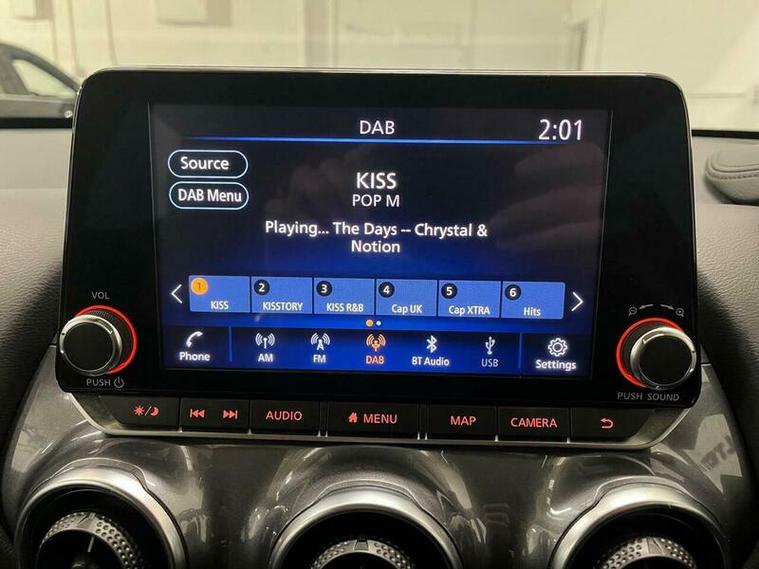 DAB
2:01
Source
DAB Menu
KISS
POP M
Playing... The Days -- Chrystal &
Notion
1 KISS
2 KISSTORY
3 KISS R&B
4 Cap UK
5 Cap XTRA
6 Hits
Phone
AM
FM
DAB
BT Audio
USB
Settings
VOL
PUSH
PUSH SOUND
AUDIO
MENU
MAP
CAMERA